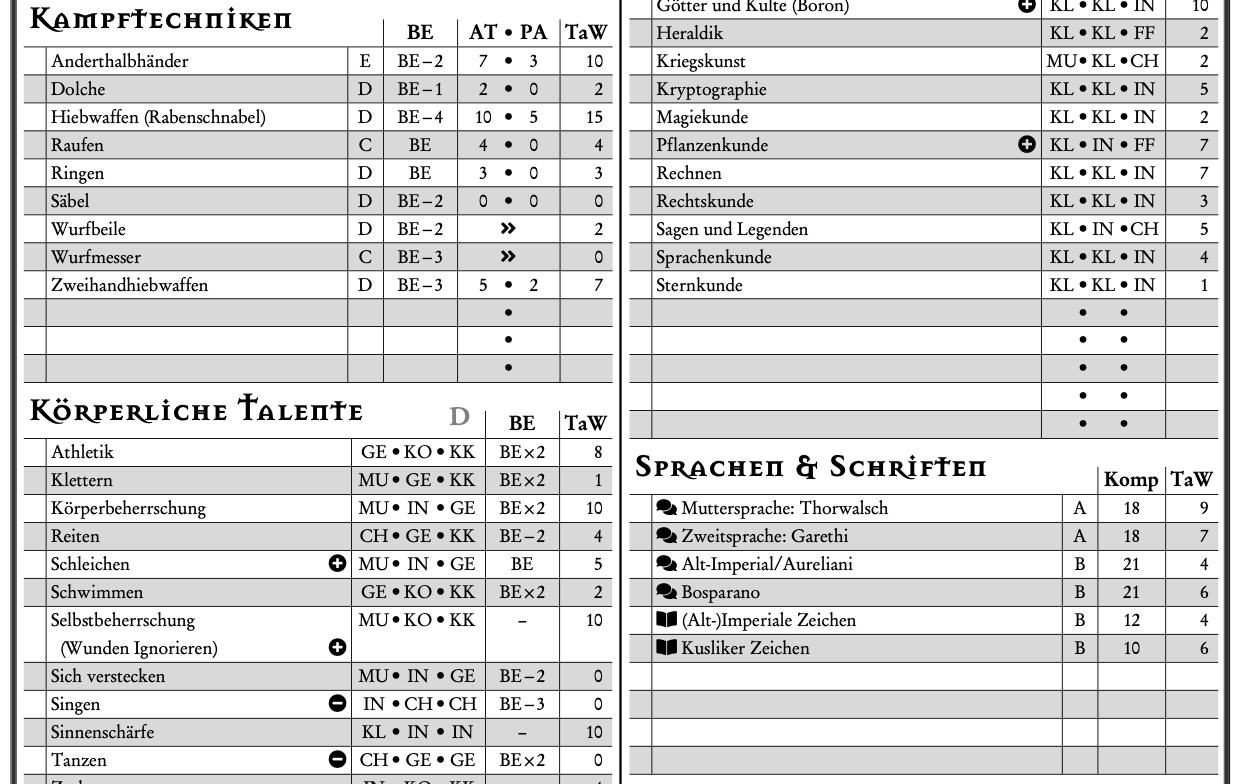 Kampftechniken BE AT • PA TaW
Anderthalbhänder E BE−2 7 • 3 10
Dolche D BE−1 2 • 0 2
Hiebwaffen (Rabenschnabel) D BE−4 10 • 5 15
Raufen C BE 4 • 0 4
Ringen D BE 3 • 0 3
Säbel D BE−2 0 • 0 0
Wurfbeile D BE−2 » 2
Wurfmesser C BE−3 » 0
Zweihandhiebwaffen D BE−3 5 • 2 7
•
•
•
Körperliche Talente D BE TaW
Athletik GE • KO • KK BE×2 8
Klettern MU • GE • KK BE×2 1
Körperbeherrschung MU • IN • GE BE×2 10
Reiten CH • GE • KK BE−2 4
Schleichen + MU • IN • GE BE 5
Schwimmen GE • KO • KK BE×2 2
Selbstbeherrschung MU • KO • KK – 10
(Wunden Ignorieren) +
Sich verstecken MU • IN • GE BE−2 0
Singen − IN • CH • CH BE−3 0
Sinnenschärfe KL • IN • IN – 10
Tanzen − CH • GE • GE BE×2 0
Götter und Kulte (Boron) + KL • KL • IN 10
Heraldik KL • KL • FF 2
Kriegskunst MU • KL • CH 2
Kryptographie KL • KL • IN 5
Magiekunde KL • KL • IN 2
Pflanzenkunde + KL • IN • FF 7
Rechnen KL • KL • IN 7
Rechtskunde KL • KL • IN 3
Sagen und Legenden KL • IN • CH 5
Sprachenkunde KL • KL • IN 4
Sternkunde KL • KL • IN 1
• •
• •
• •
• •
• •
Sprachen & Schriften Komp TaW
Muttersprache: Thorwalsch A 18 9
Zweitsprache: Garethi A 18 7
Alt-Imperial/Aureliani B 21 4
Bosparano B 21 6
(Alt-)Imperiale Zeichen B 12 4
Kusliker Zeichen B 10 6